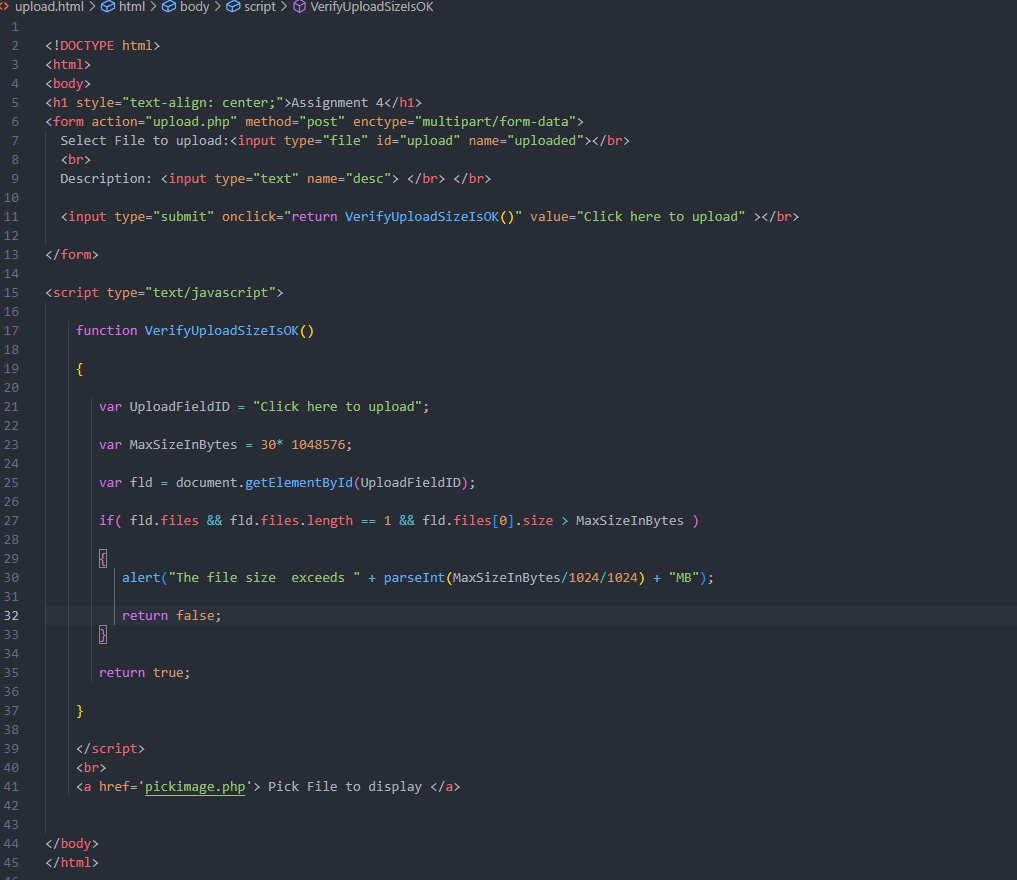 upload.html > html > body > script > VerifyUploadSizeIsOK
1
2 <!DOCTYPE html>
3 <html>
4 <body>
5 <h1 style="text-align: center;">Assignment 4</h1>
6 <form action="upload.php" method="post" enctype="multipart/form-data">
7 Select File to upload:<input type="file" id="upload" name="uploaded"></br>
8 <br>
9 Description: <input type="text" name="desc"> </br> </br>
10
11 <input type="submit" onclick="return VerifyUploadSizeIsOK()" value="Click here to upload" ></br>
12
13 </form>
14
15 <script type="text/javascript">
16
17 function VerifyUploadSizeIsOK()
18
19 {
20
21 var UploadFieldID = "Click here to upload";
22
23 var MaxSizeInBytes = 30* 1048576;
24
25 var fld = document.getElementById(UploadFieldID);
26
27 if( fld.files && fld.files.length == 1 && fld.files[0].size > MaxSizeInBytes )
28
29 {
30 alert("The file size  exceeds " + parseInt(MaxSizeInBytes/1024/1024) + "MB");
31
32 return false;
33 }
34
35 return true;
36
37 }
38
39 </script>
40 <br>
41 <a href='pickimage.php'> Pick File to display </a>
42
43
44 </body>
45 </html>
46